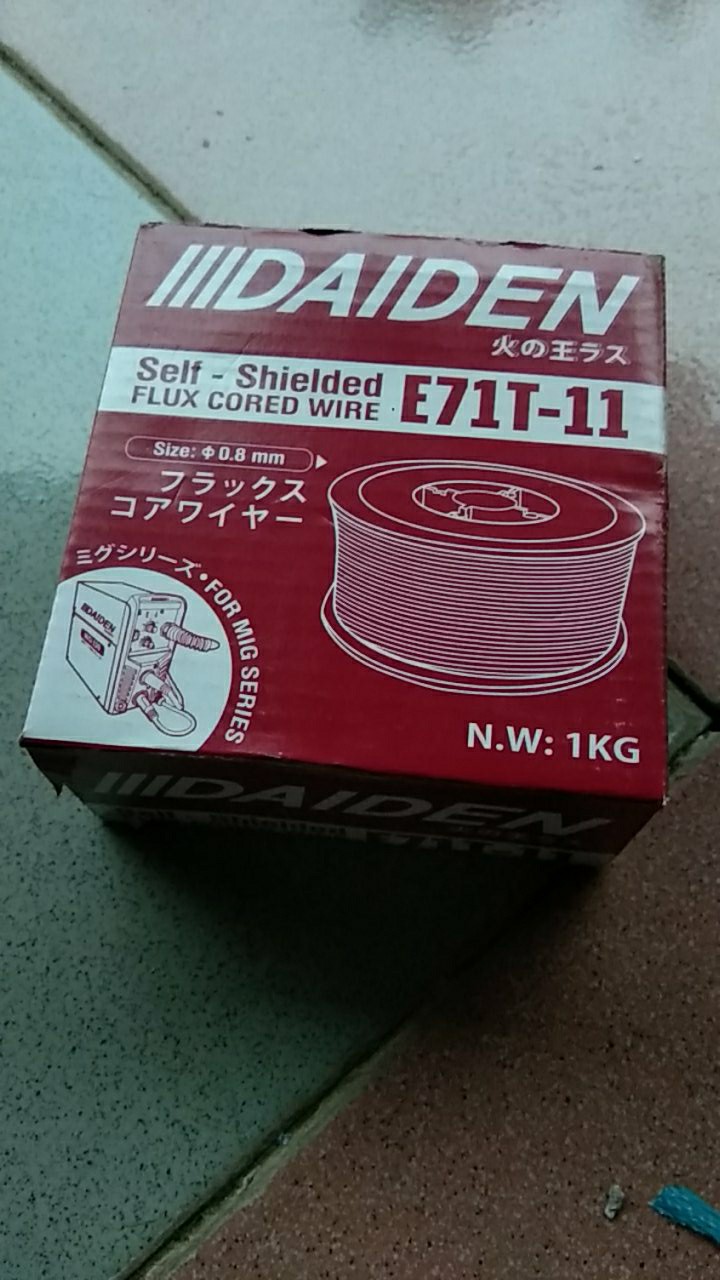 DAIDEN
火の王ラス
Self - Shielded
FLUX CORED WIRE
E71T-11
Size: Φ 0.8 mm
フラックス
コアワイヤー
ミグシリーズ • FOR MIG SERIES
DAIDEN
N.W: 1KG
DAIDEN